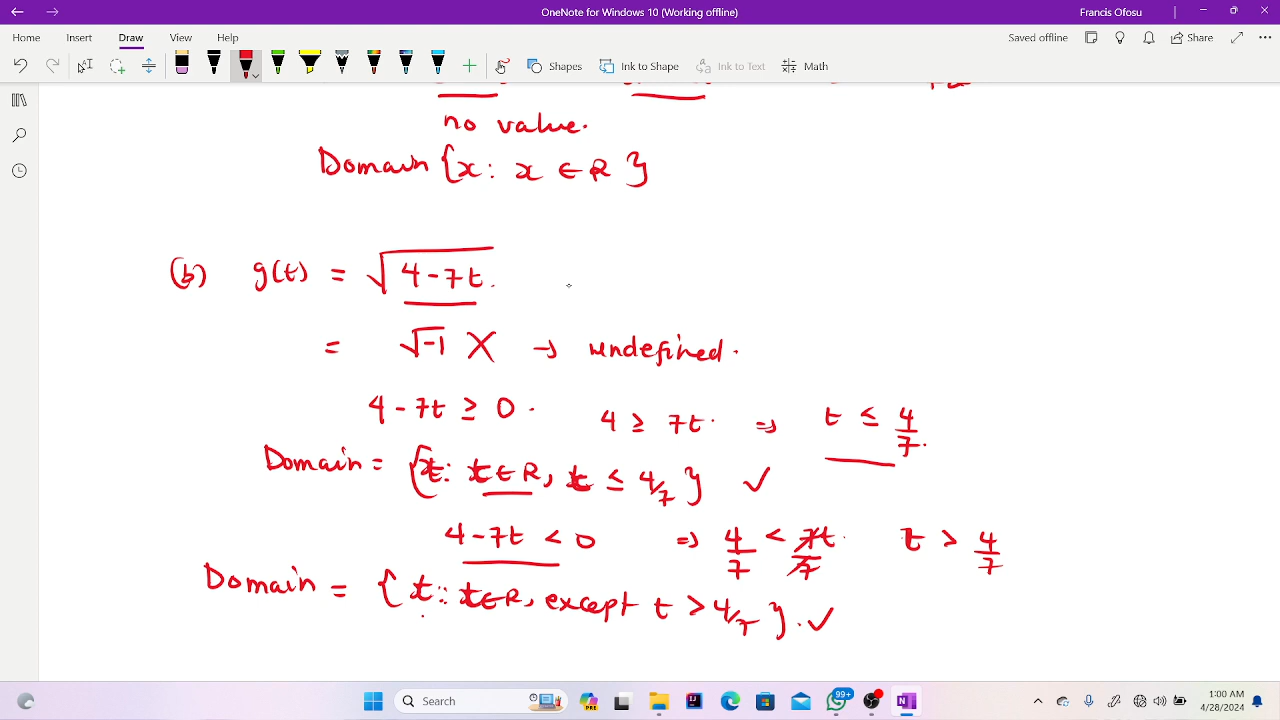 OneNote for Windows 10 (Working offline)
Francis Ofosu
Home Insert Draw View Help
Saved offline
Share
Shapes
Ink to Shape
Ink to Text
Math
no value.
Domain {x: x ∈ R}
(b) g(t) = √(4-7t).
= √-1 X → undefined.
4-7t ≥ 0. 4 ≥ 7t. ⇒ t ≤ 4/7.
Domain = {t: t∈R, t ≤ 4/7} ✓
4-7t < 0 ⇒ 4/7 < 7t/7. t > 4/7
Domain = {t: t∈R, except t > 4/7}. ✓
Search
99+
1:00 AM
4/28/2024